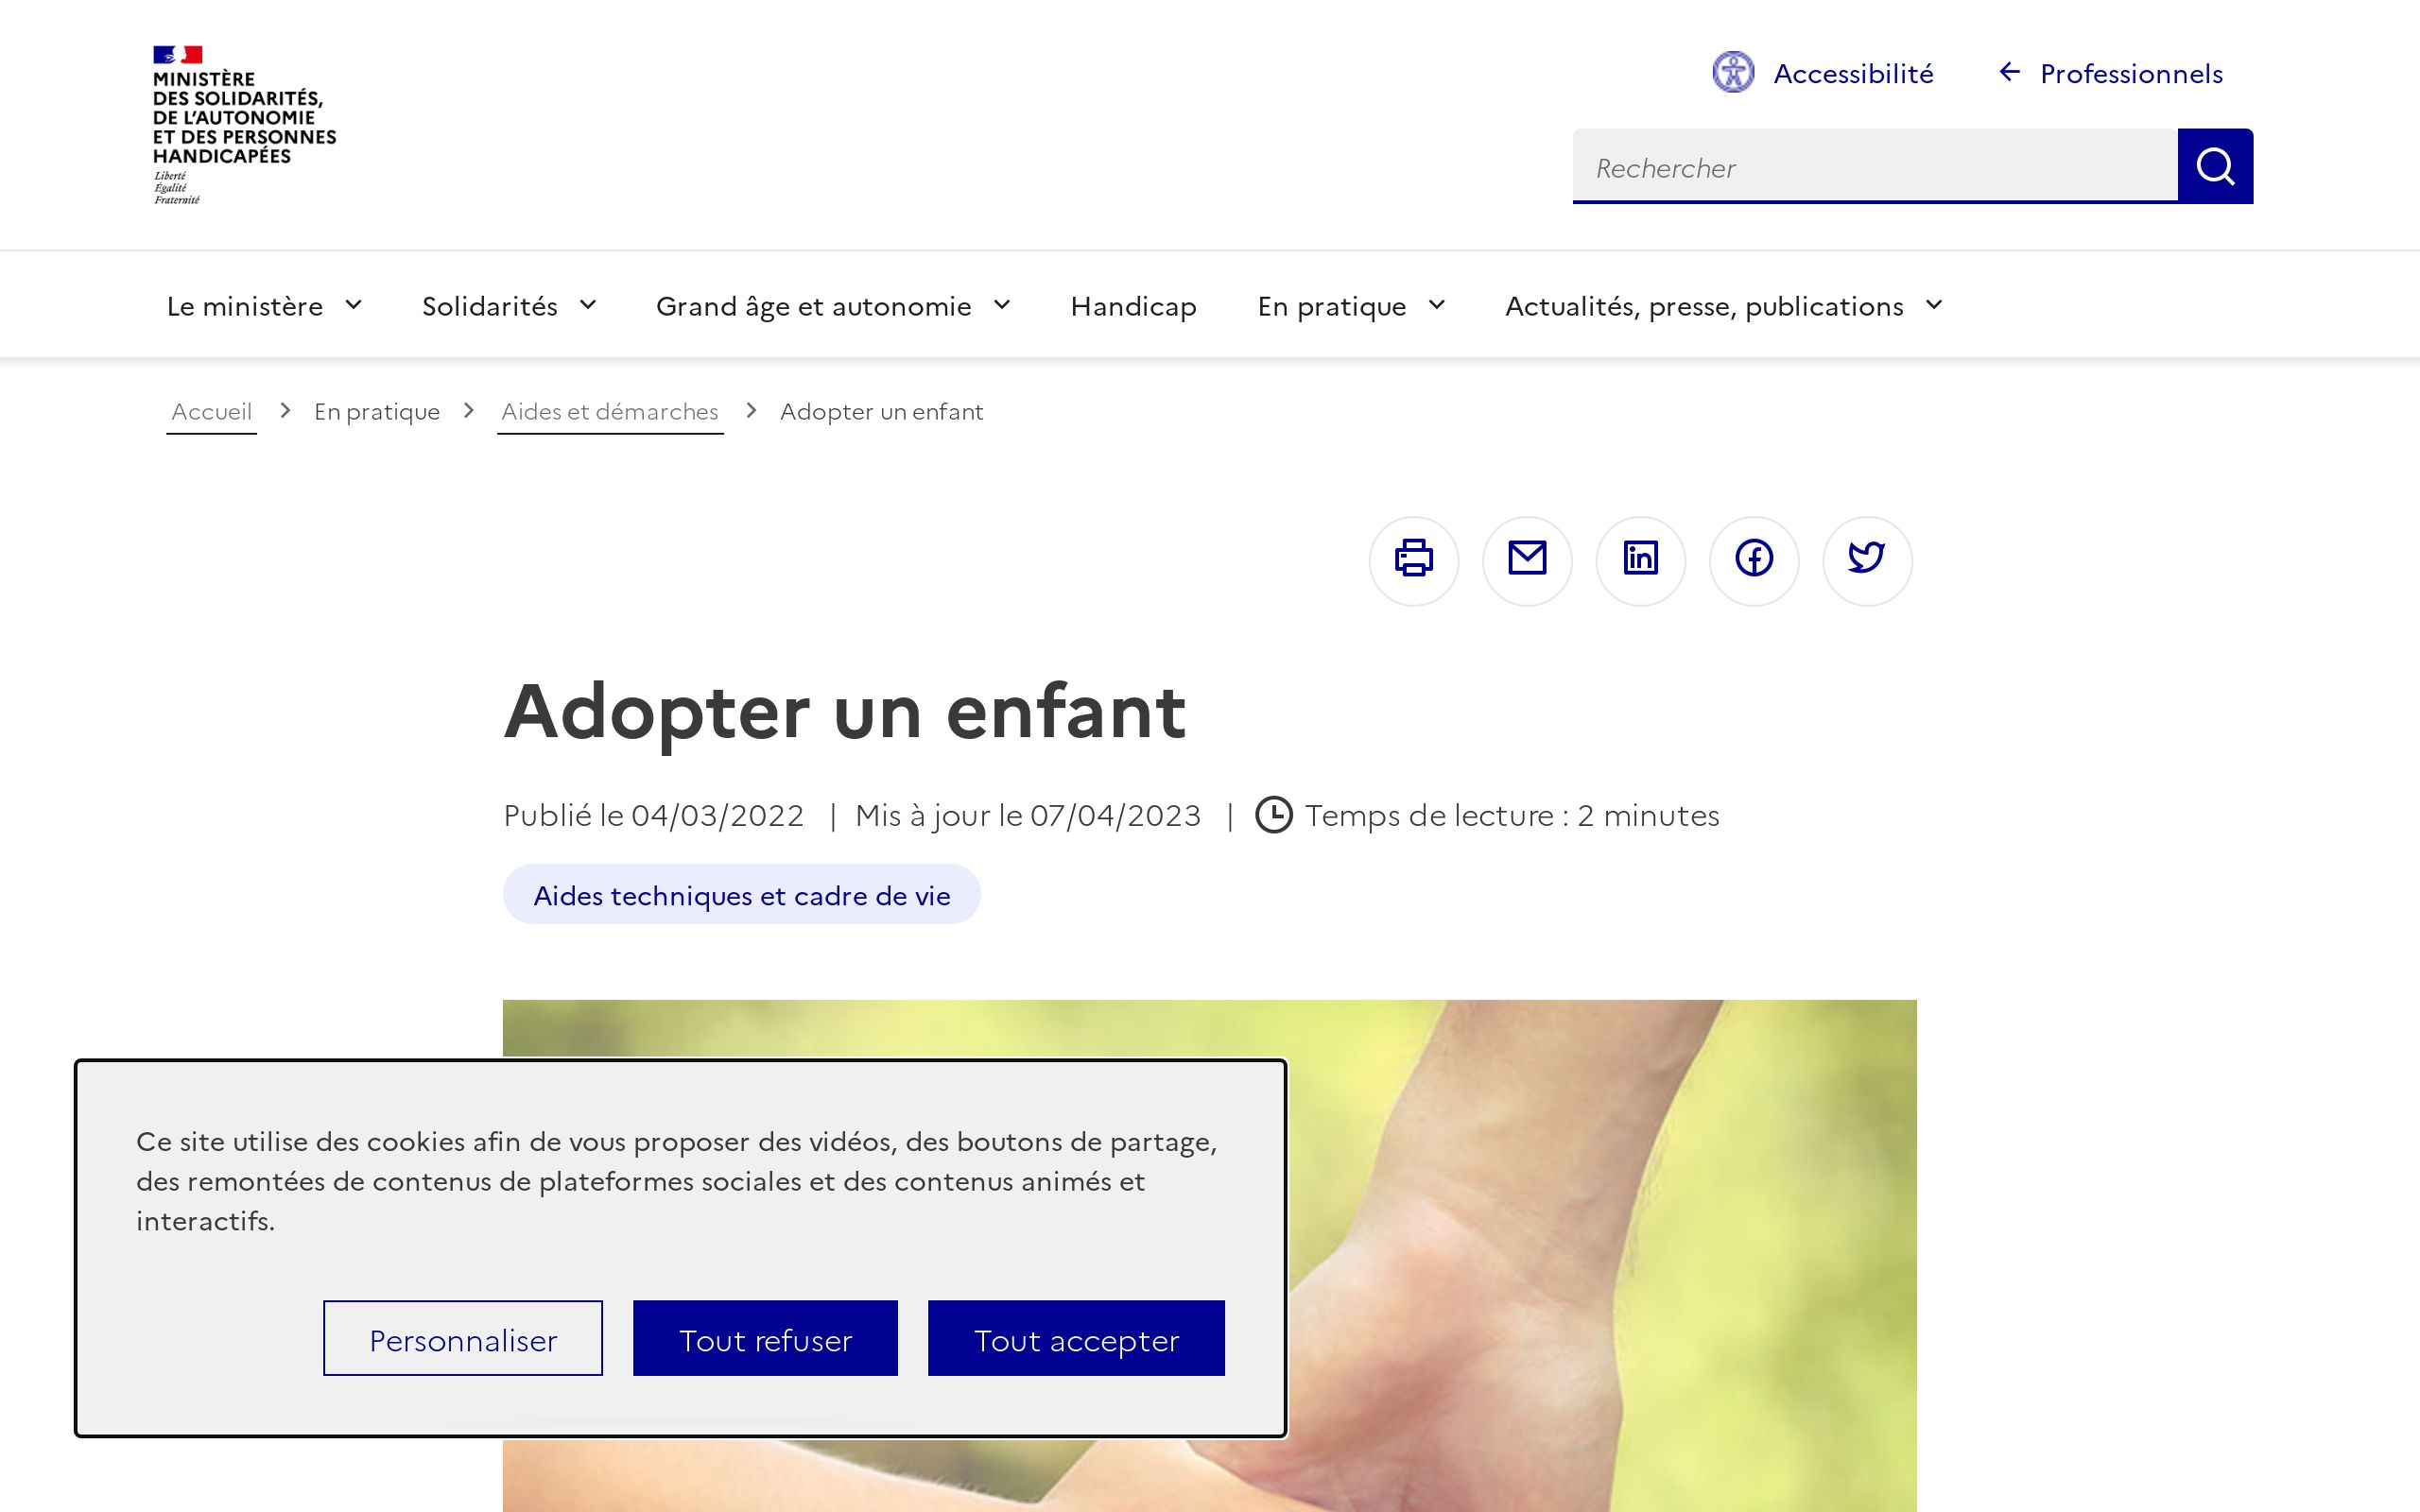 MINISTÈRE
DES SOLIDARITÉS,
DE L'AUTONOMIE
ET DES PERSONNES
HANDICAPÉES
Liberté
Égalité
Fraternité
Accessibilité
Professionnels
Rechercher
Le ministère
Solidarités
Grand âge et autonomie
Handicap
En pratique
Actualités, presse, publications
Accueil
En pratique
Aides et démarches
Adopter un enfant
Adopter un enfant
Publié le 04/03/2022 | Mis à jour le 07/04/2023 | Temps de lecture : 2 minutes
Aides techniques et cadre de vie
Ce site utilise des cookies afin de vous proposer des vidéos, des boutons de partage,
des remontées de contenus de plateformes sociales et des contenus animés et
interactifs.
Personnaliser
Tout refuser
Tout accepter